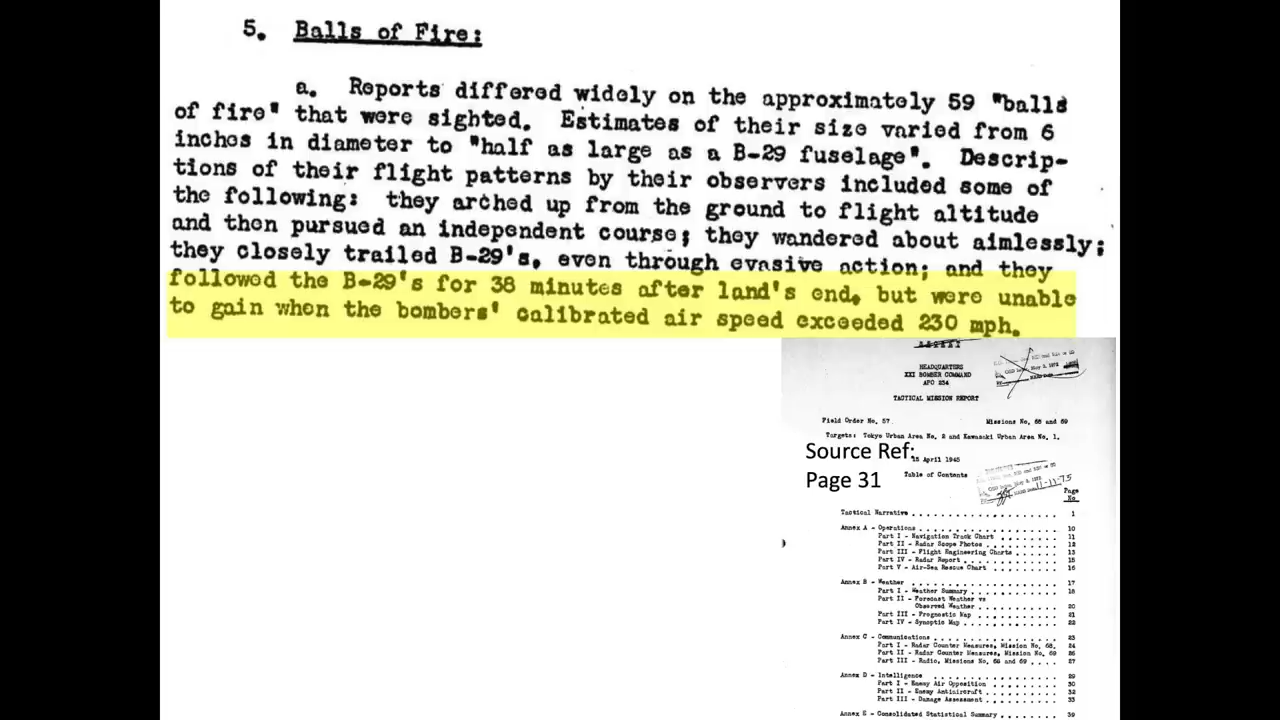 5. Balls of Fire:
a. Reports differed widely on the approximately 59 "balls
of fire" that were sighted. Estimates of their size varied from 6
inches in diameter to "half as large as a B-29 fuselage". Descrip-
tions of their flight patterns by their observers included some of
the following: they arched up from the ground to flight altitude
and then pursued an independent course; they wandered about aimlessly;
they closely trailed B-29's, even through evasive action; and they
followed the B-29's for 38 minutes after land's end, but were unable
to gain when the bombers' calibrated air speed exceeded 230 mph.
SECRET
HEADQUARTERS
XXI BOMBER COMMAND
APO 234
TACTICAL MISSION REPORT
Field Order No. 57 Missions No. 68 and 69
Targets: Tokyo Urban Area No. 2 and Kawasaki Urban Area No. 1.
15 April 1945
Source Ref:
Page 31
Table of Contents
11-11-75
Page
No
Tactical Narrative . . . . . . . . . . . . . . . . . 1
Annex A - Operations . . . . . . . . . . . . . . . . 10
Part I - Navigation Track Chart . . . . . . . . 11
Part II - Radar Scope Photos . . . . . . . . . . 12
Part III - Flight Engineering Charts . . . . . . 13
Part IV - Radar Report . . . . . . . . . . . . . 15
Part V - Air-Sea Rescue Chart . . . . . . . . . 16
Annex B - Weather . . . . . . . . . . . . . . . . . 17
Part I - Weather Summary . . . . . . . . . . . . 18
Part II - Forecast Weather vs
Observed Weather . . . . . . . . . . . 20
Part III - Prognostic Map . . . . . . . . . . . 21
Part IV - Synoptic Map . . . . . . . . . . . . . 22
Annex C - Communications . . . . . . . . . . . . . . 23
Part I - Radar Counter Measures, Mission No. 68. 24
Part II - Radar Counter Measures, Mission No. 69 26
Part III - Radio, Missions No. 68 and 69 . . . . 27
Annex D - Intelligence . . . . . . . . . . . . . . . 29
Part I - Enemy Air Opposition . . . . . . . . . 30
Part II - Enemy Antiaircraft . . . . . . . . . . 32
Part III - Damage Assessment . . . . . . . . . . 33
Annex E - Consolidated Statistical Summary . . . . . 39